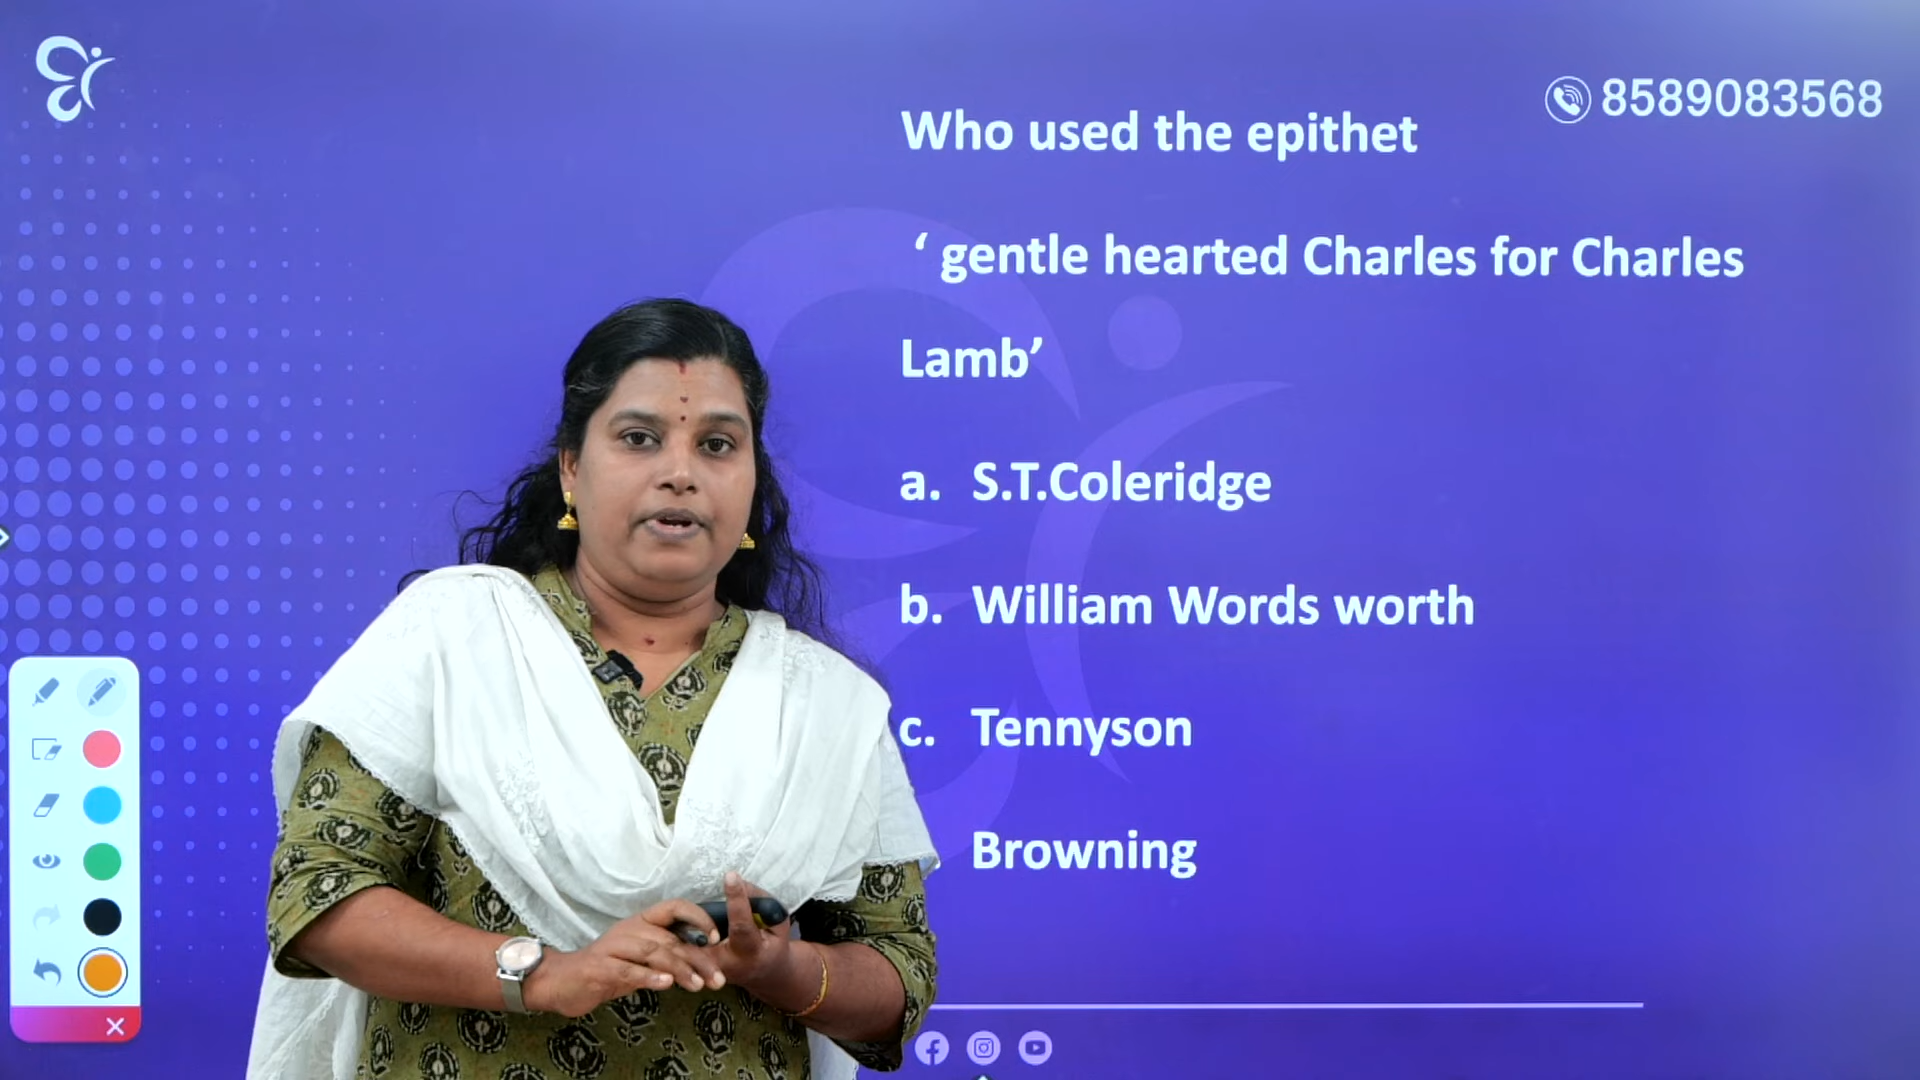 8589083568
Who used the epithet
‘ gentle hearted Charles for Charles
Lamb’
a. S.T.Coleridge
b. William Words worth
c. Tennyson
. Browning